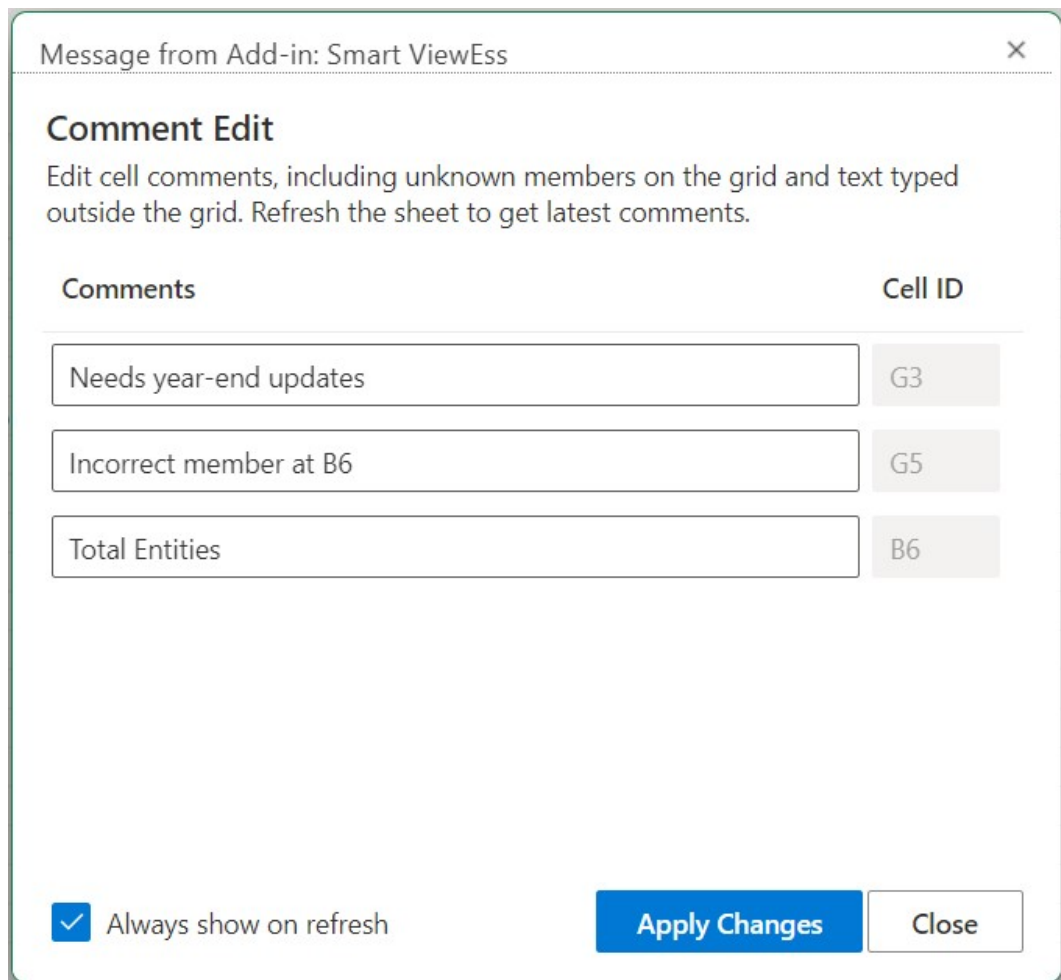 Message from Add-in: Smart ViewEss
Comment Edit
Edit cell comments, including unknown members on the grid and text typed
outside the grid. Refresh the sheet to get latest comments.
Comments Cell ID
Needs year-end updates G3
Incorrect member at B6 G5
Total Entities B6
Always show on refresh Apply Changes Close